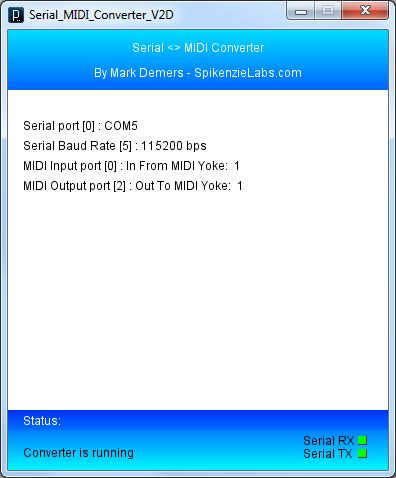 Serial_MIDI_Converter_V2D
Serial <> MIDI Converter
By Mark Demers - SpikenzieLabs.com
Serial port [0] : COM5
Serial Baud Rate [5] : 115200 bps
MIDI Input port [0] : In From MIDI Yoke:  1
MIDI Output port [2] : Out To MIDI Yoke:  1
Status:
Serial RX
Converter is running
Serial TX